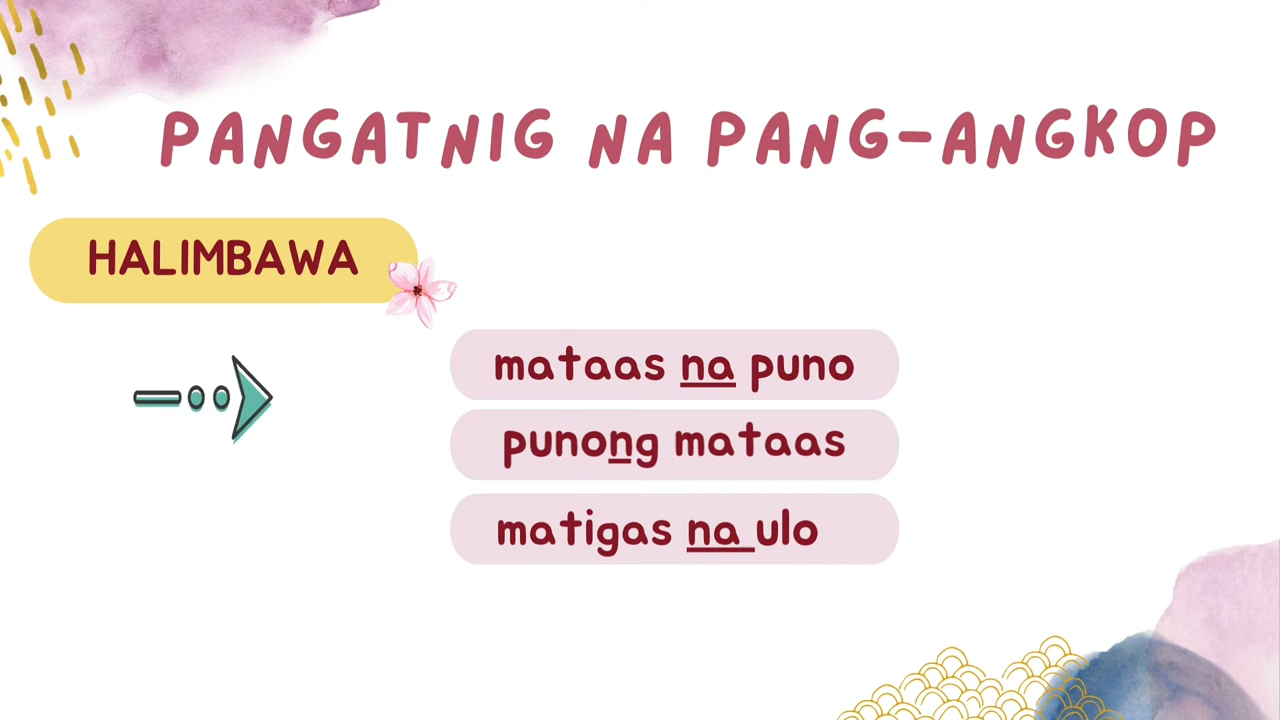 PANGATNIG NA PANG-ANGKOP
HALIMBAWA
mataas na puno
punong mataas
matigas na ulo